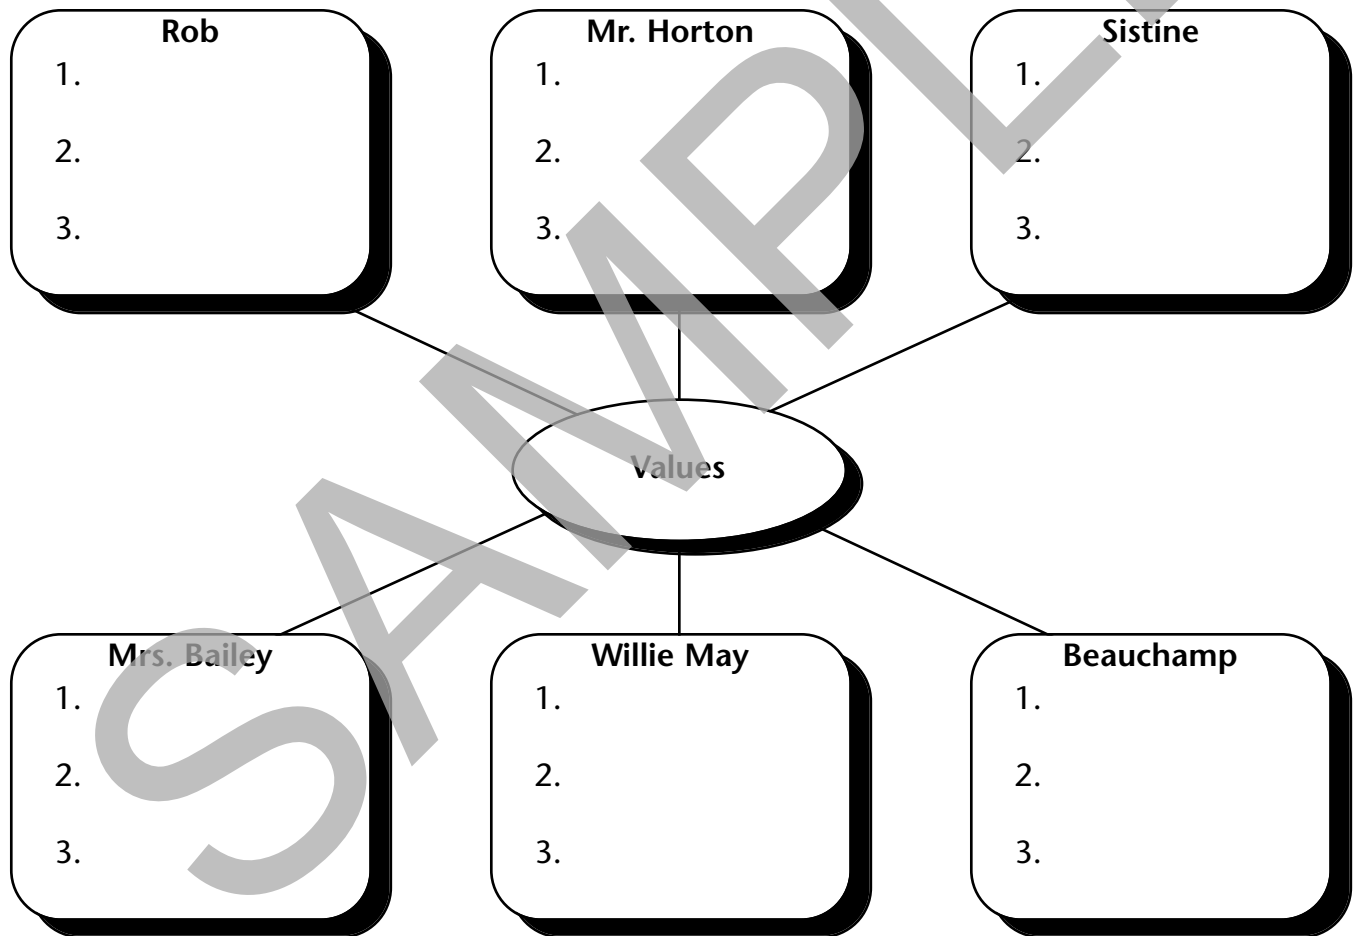 Rob
1.
2.
3.
Mr. Horton
1.
2.
3.
Sistine
1.
2.
3.
Values
Mrs. Bailey
1.
2.
3.
Willie May
1.
2.
3.
Beauchamp
1.
2.
3.
SAMPLE